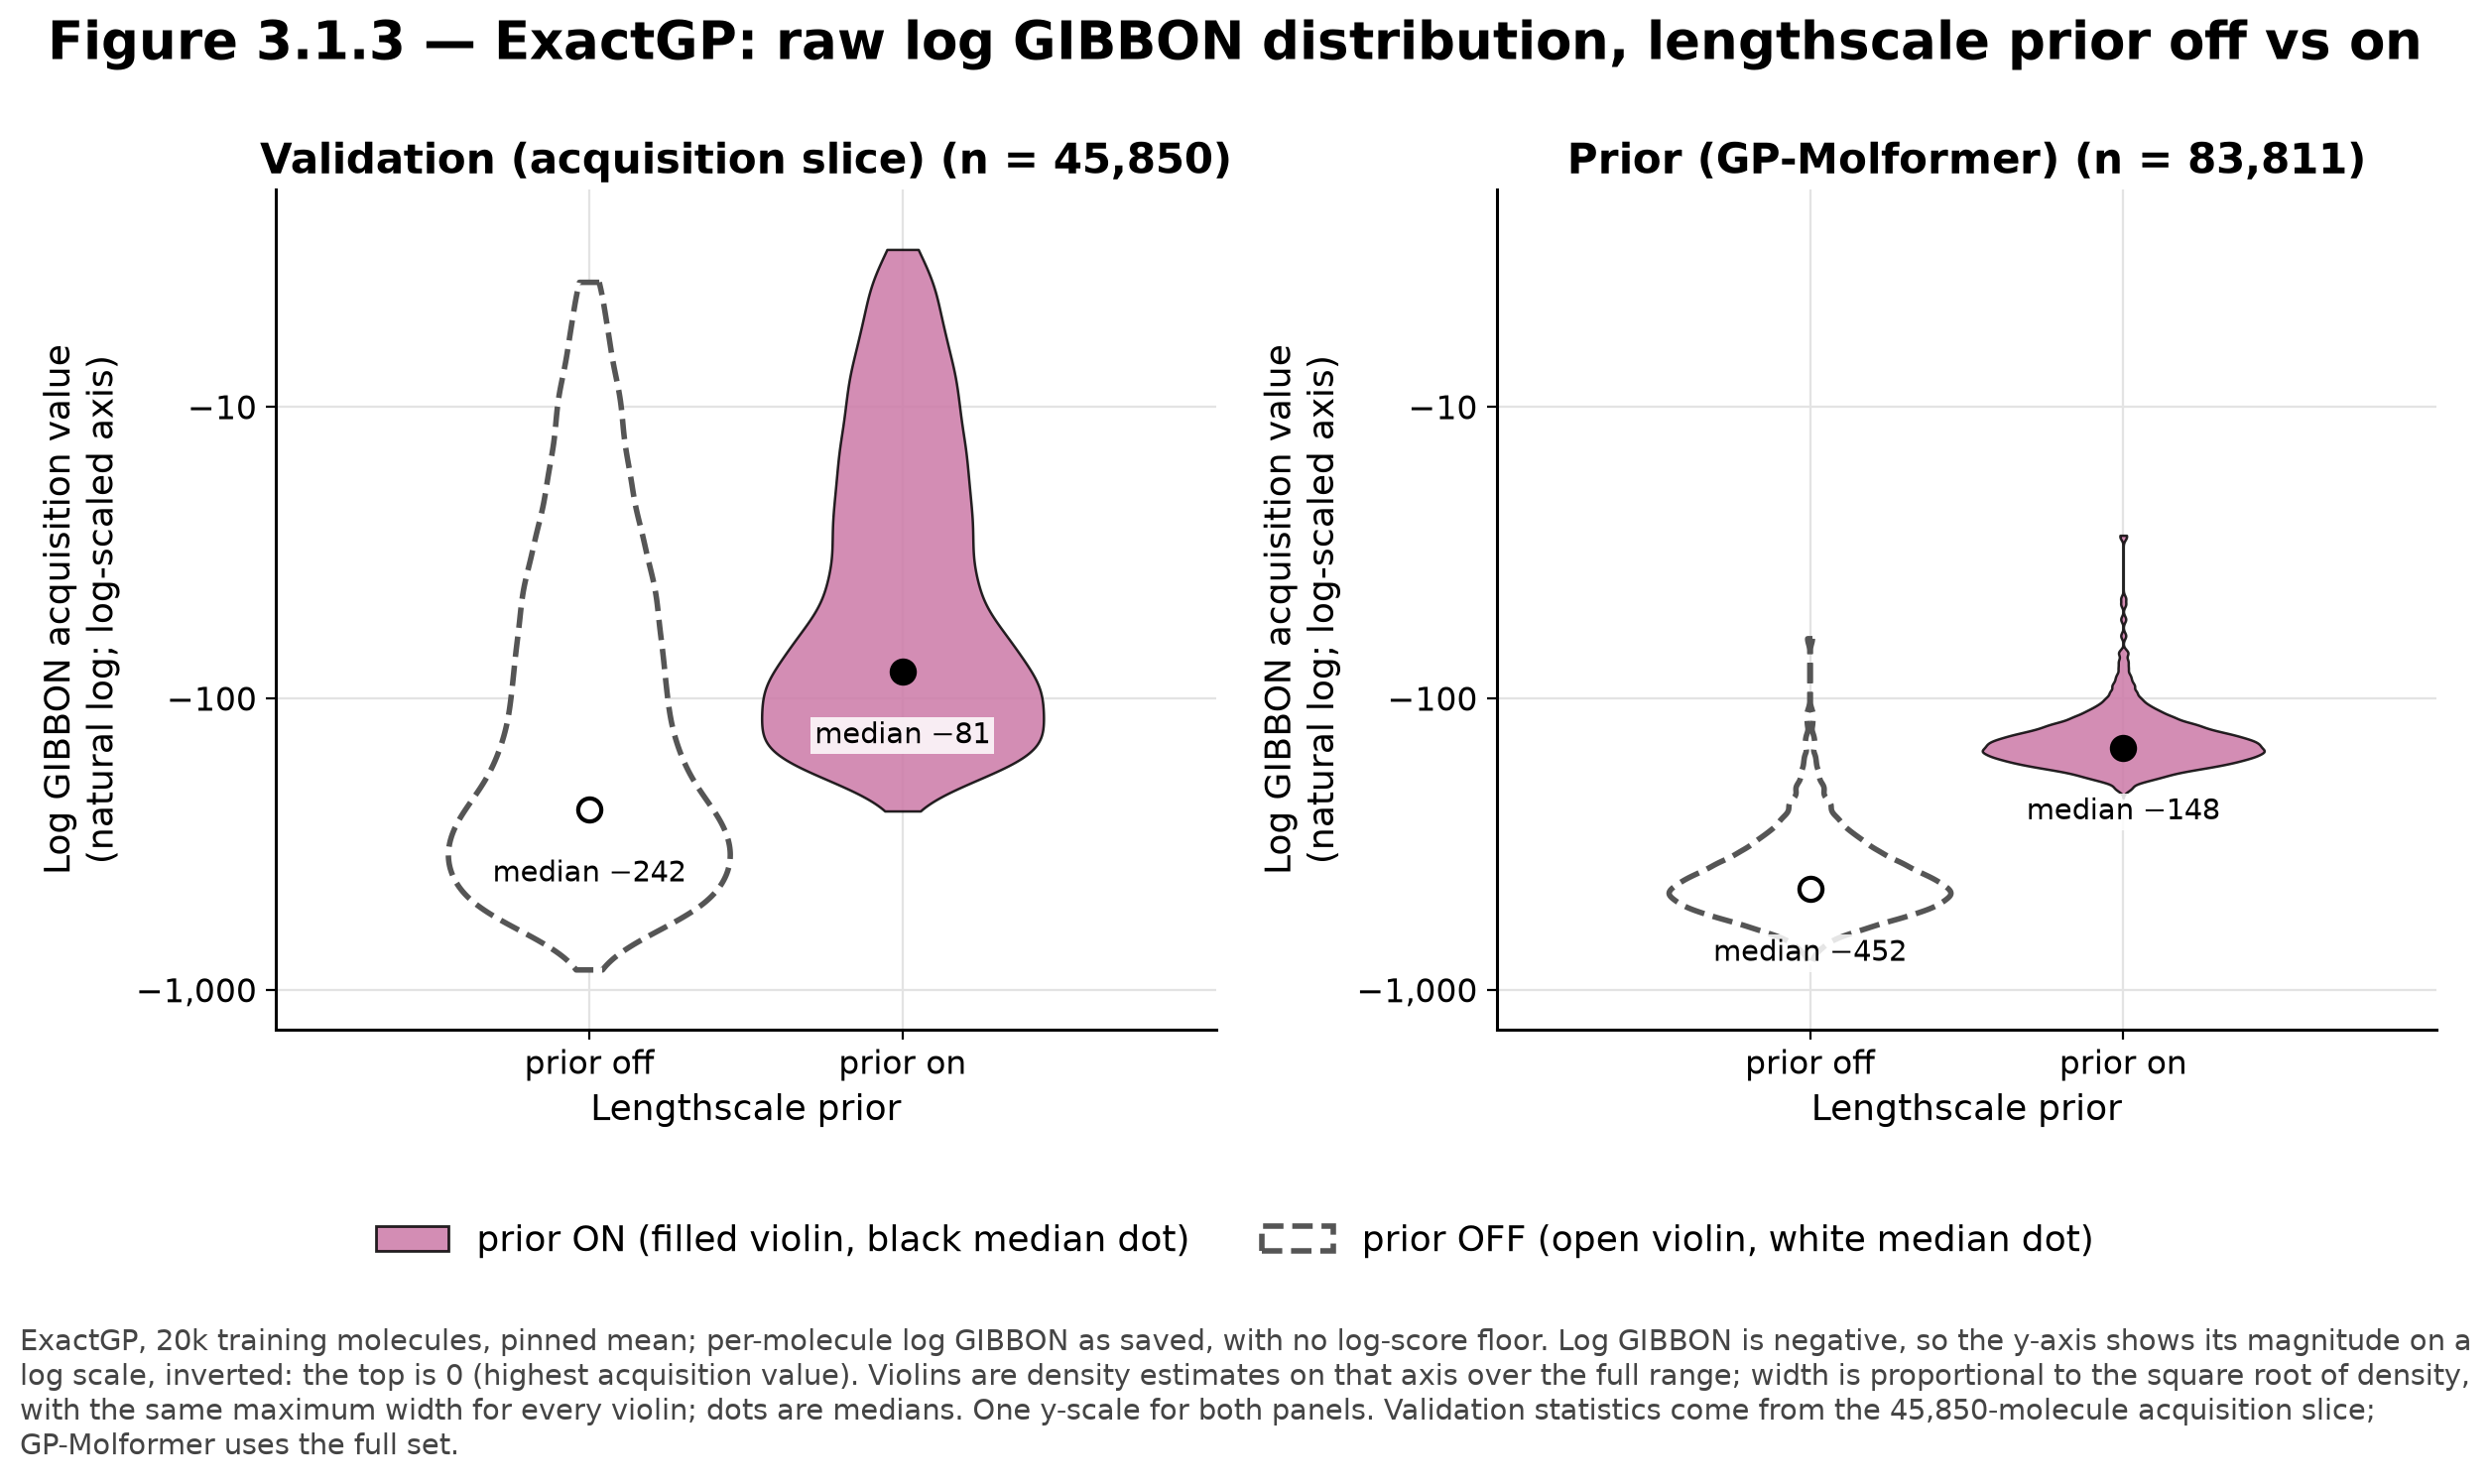 Figure 3.1.3 — ExactGP: raw log GIBBON distribution, lengthscale prior off vs on
Validation (acquisition slice) (n = 45,850)
Log GIBBON acquisition value
(natural log; log-scaled axis)
−10
−100
−1,000
median −242
median −81
prior off
prior on
Lengthscale prior
Prior (GP-Molformer) (n = 83,811)
Log GIBBON acquisition value
(natural log; log-scaled axis)
−10
−100
−1,000
median −452
median −148
prior off
prior on
Lengthscale prior
prior ON (filled violin, black median dot)
prior OFF (open violin, white median dot)
ExactGP, 20k training molecules, pinned mean; per-molecule log GIBBON as saved, with no log-score floor. Log GIBBON is negative, so the y-axis shows its magnitude on a
log scale, inverted: the top is 0 (highest acquisition value). Violins are density estimates on that axis over the full range; width is proportional to the square root of density,
with the same maximum width for every violin; dots are medians. One y-scale for both panels. Validation statistics come from the 45,850-molecule acquisition slice;
GP-Molformer uses the full set.